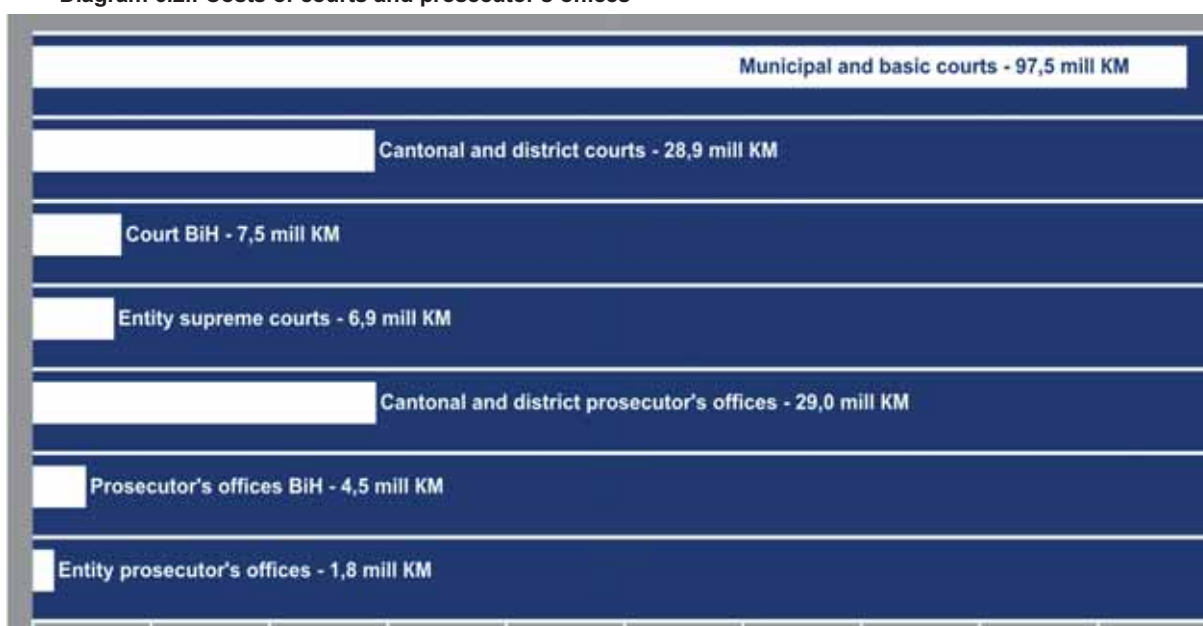 Municipal and basic courts - 97,5 mill KM
Cantonal and district courts - 28,9 mill KM
Court BiH - 7,5 mill KM
Entity supreme courts - 6,9 mill KM
Cantonal and district prosecutor's offices - 29,0 mill KM
Prosecutor's offices BiH - 4,5 mill KM
Entity prosecutor's offices - 1,8 mill KM